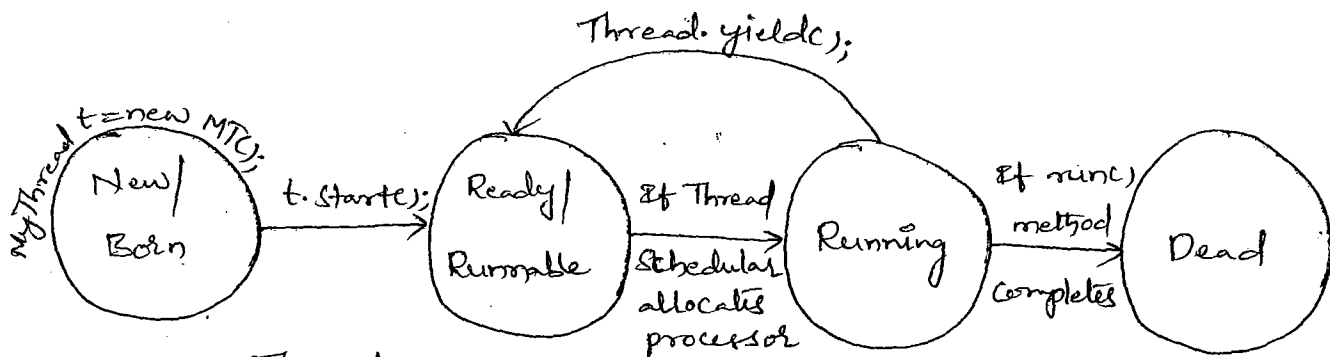 Thread.yield();
MyThread t=new MT();
New/
Born
t.start();
Ready/
Runnable
If Thread
Schedular
allocates
processor
Running
If run()
method
completes
Dead
Thread